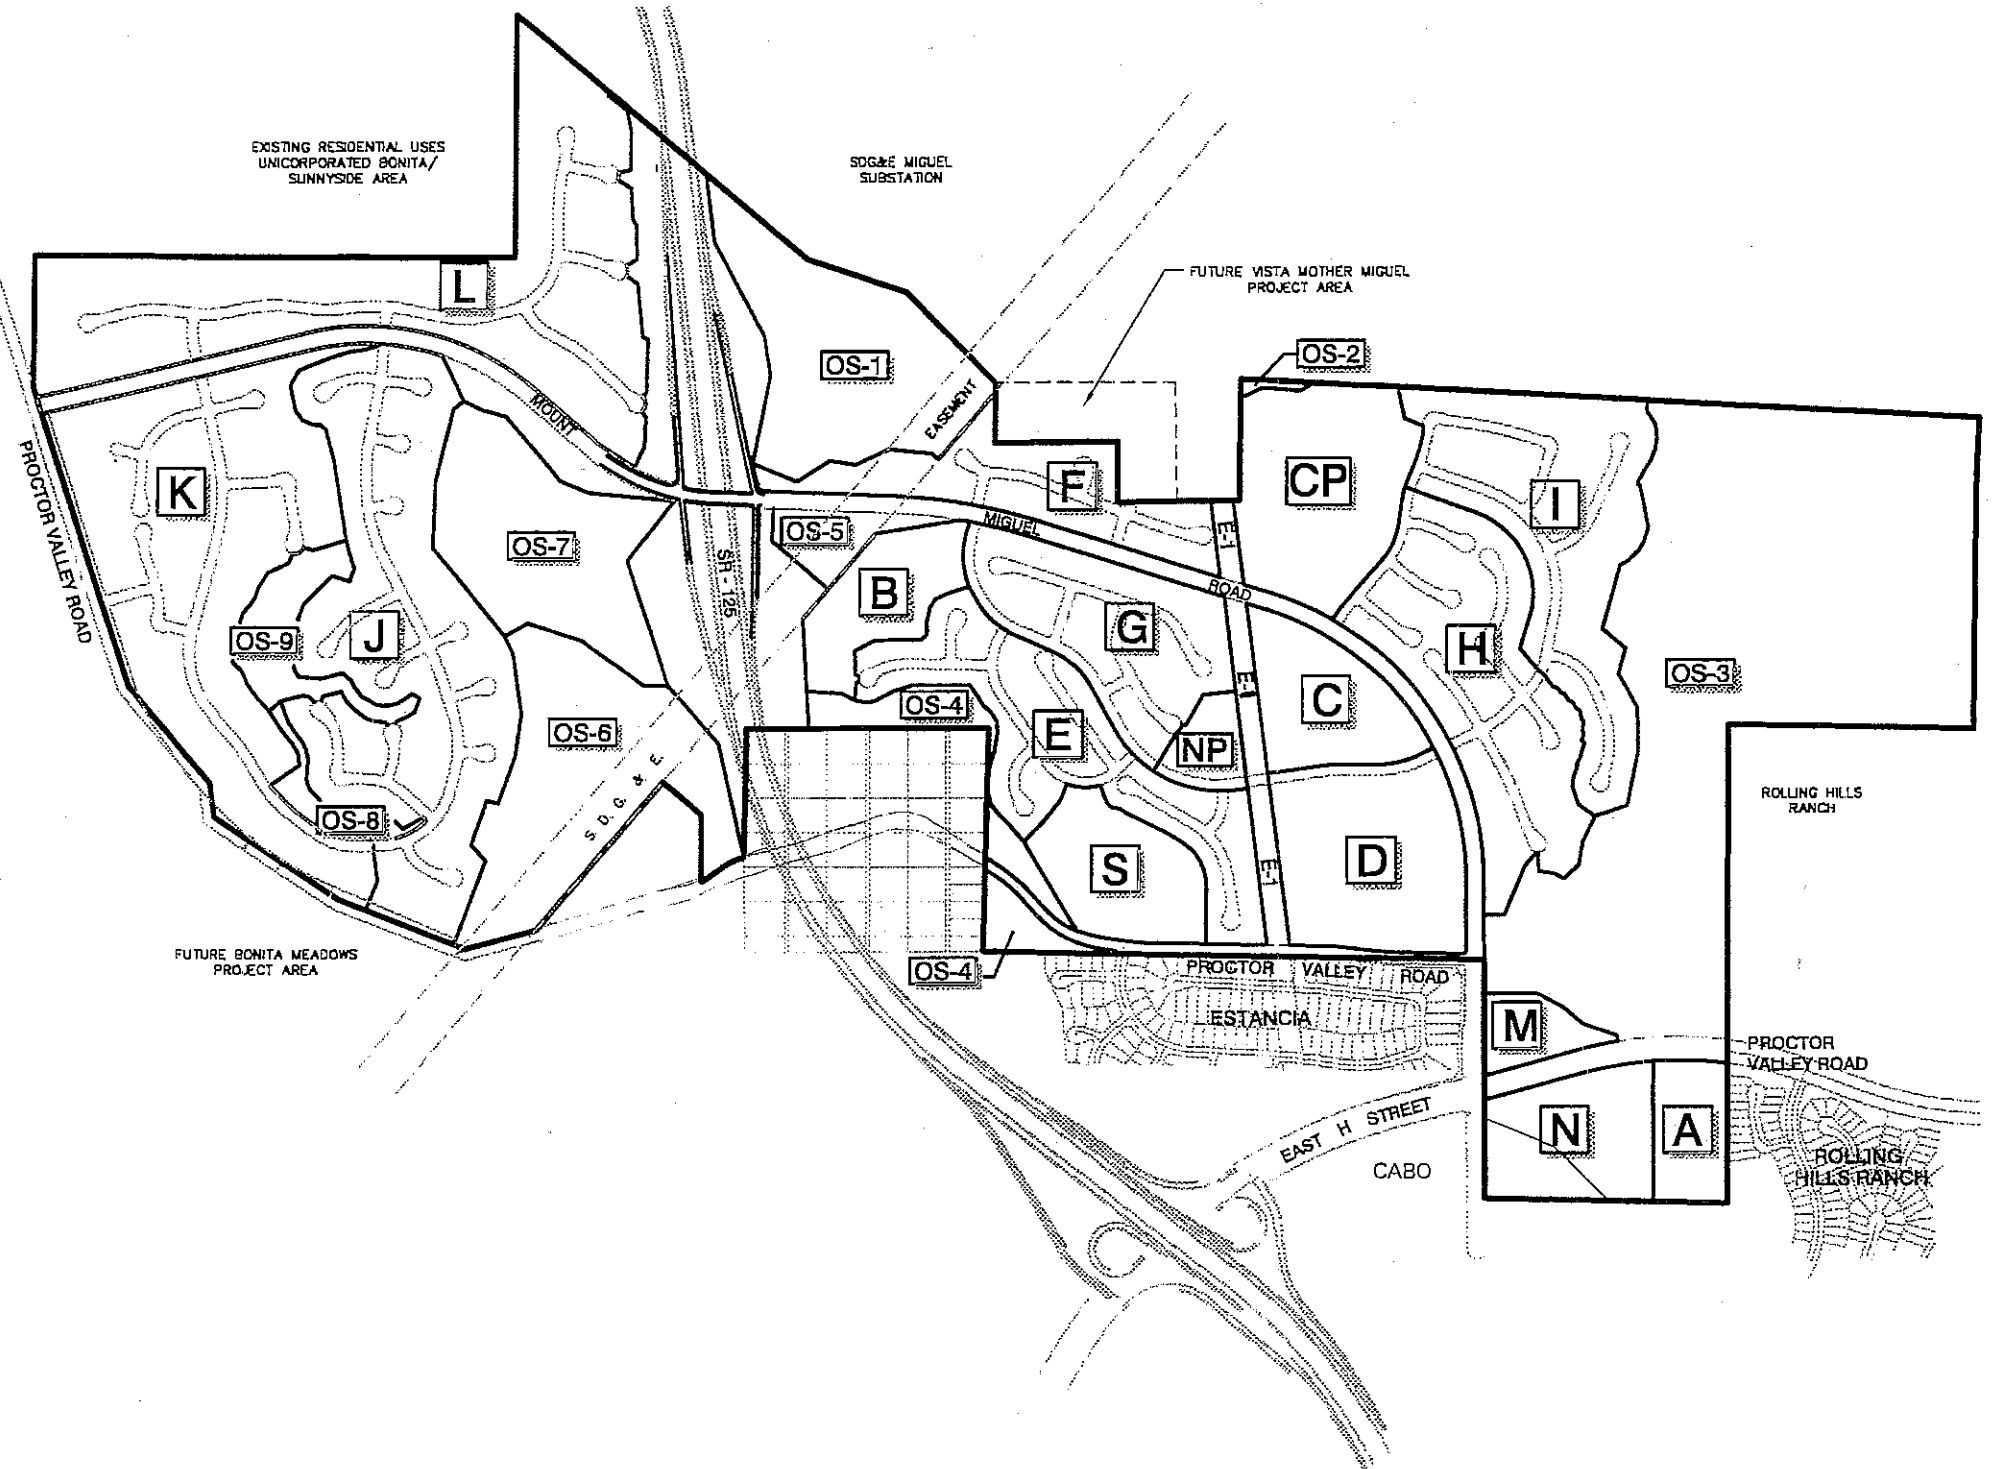 EXISTING RESIDENTIAL USES
UNICORPORATED BONITA/
SUNNYSIDE AREA
SDG&E MIGUEL
SUBSTATION
FUTURE VISTA MOTHER MIGUEL
PROJECT AREA
L
OS-1
OS-2
EASEMENT
MOUNT
PROCTOR VALLEY ROAD
K
F
CP
I
OS-7
OS-5
MIGUEL
E-1
SR - 125
B
ROAD
G
OS-9
J
H
OS-3
E-1
C
OS-4
OS-6
E
NP
S. D. G. & E.
ROLLING HILLS
RANCH
OS-8
S
E-1
D
FUTURE BONITA MEADOWS
PROJECT AREA
OS-4
PROCTOR VALLEY ROAD
ESTANCIA
M
PROCTOR
VALLEY ROAD
EAST H STREET
N
A
CABO
ROLLING
HILLS RANCH